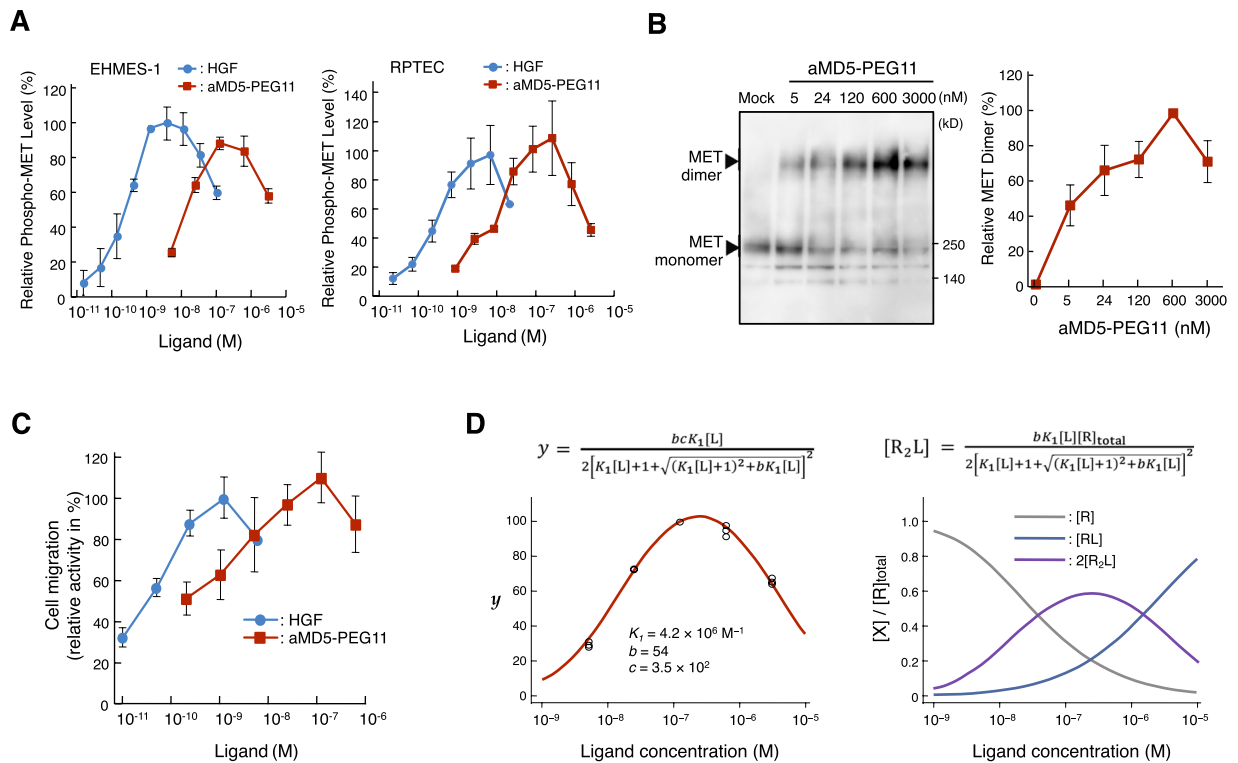 A
EHMES-1
: HGF
: aMD5-PEG11
Relative Phospho-MET Level (%)
120
100
80
60
40
20
0
10⁻¹¹ 10⁻¹⁰ 10⁻⁹ 10⁻⁸ 10⁻⁷ 10⁻⁶ 10⁻⁵
Ligand (M)
RPTEC
: HGF
: aMD5-PEG11
Relative Phospho-MET Level (%)
140
120
100
80
60
40
20
0
10⁻¹¹ 10⁻¹⁰ 10⁻⁹ 10⁻⁸ 10⁻⁷ 10⁻⁶ 10⁻⁵
Ligand (M)
B
aMD5-PEG11
Mock 5 24 120 600 3000 (nM)
(kD)
MET
dimer
MET
monomer
250
140
Relative MET Dimer (%)
120
100
80
60
40
20
0
0 5 24 120 600 3000
aMD5-PEG11 (nM)
C
Cell migration
(relative activity in %)
120
100
80
60
40
20
0
: HGF
: aMD5-PEG11
10⁻¹¹ 10⁻¹⁰ 10⁻⁹ 10⁻⁸ 10⁻⁷ 10⁻⁶
Ligand (M)
D
y = bcK₁[L] / 2[K₁[L]+1+√((K₁[L]+1)²+bK₁[L])]²
y
100
80
60
40
20
0
K₁ = 4.2 × 10⁶ M⁻¹
b = 54
c = 3.5 × 10²
10⁻⁹ 10⁻⁸ 10⁻⁷ 10⁻⁶ 10⁻⁵
Ligand concentration (M)
[R₂L] = bK₁[L][R]total / 2[K₁[L]+1+√((K₁[L]+1)²+bK₁[L])]²
[X] / [R]total
1.0
0.8
0.6
0.4
0.2
0
: [R]
: [RL]
: 2[R₂L]
10⁻⁹ 10⁻⁸ 10⁻⁷ 10⁻⁶ 10⁻⁵
Ligand concentration (M)